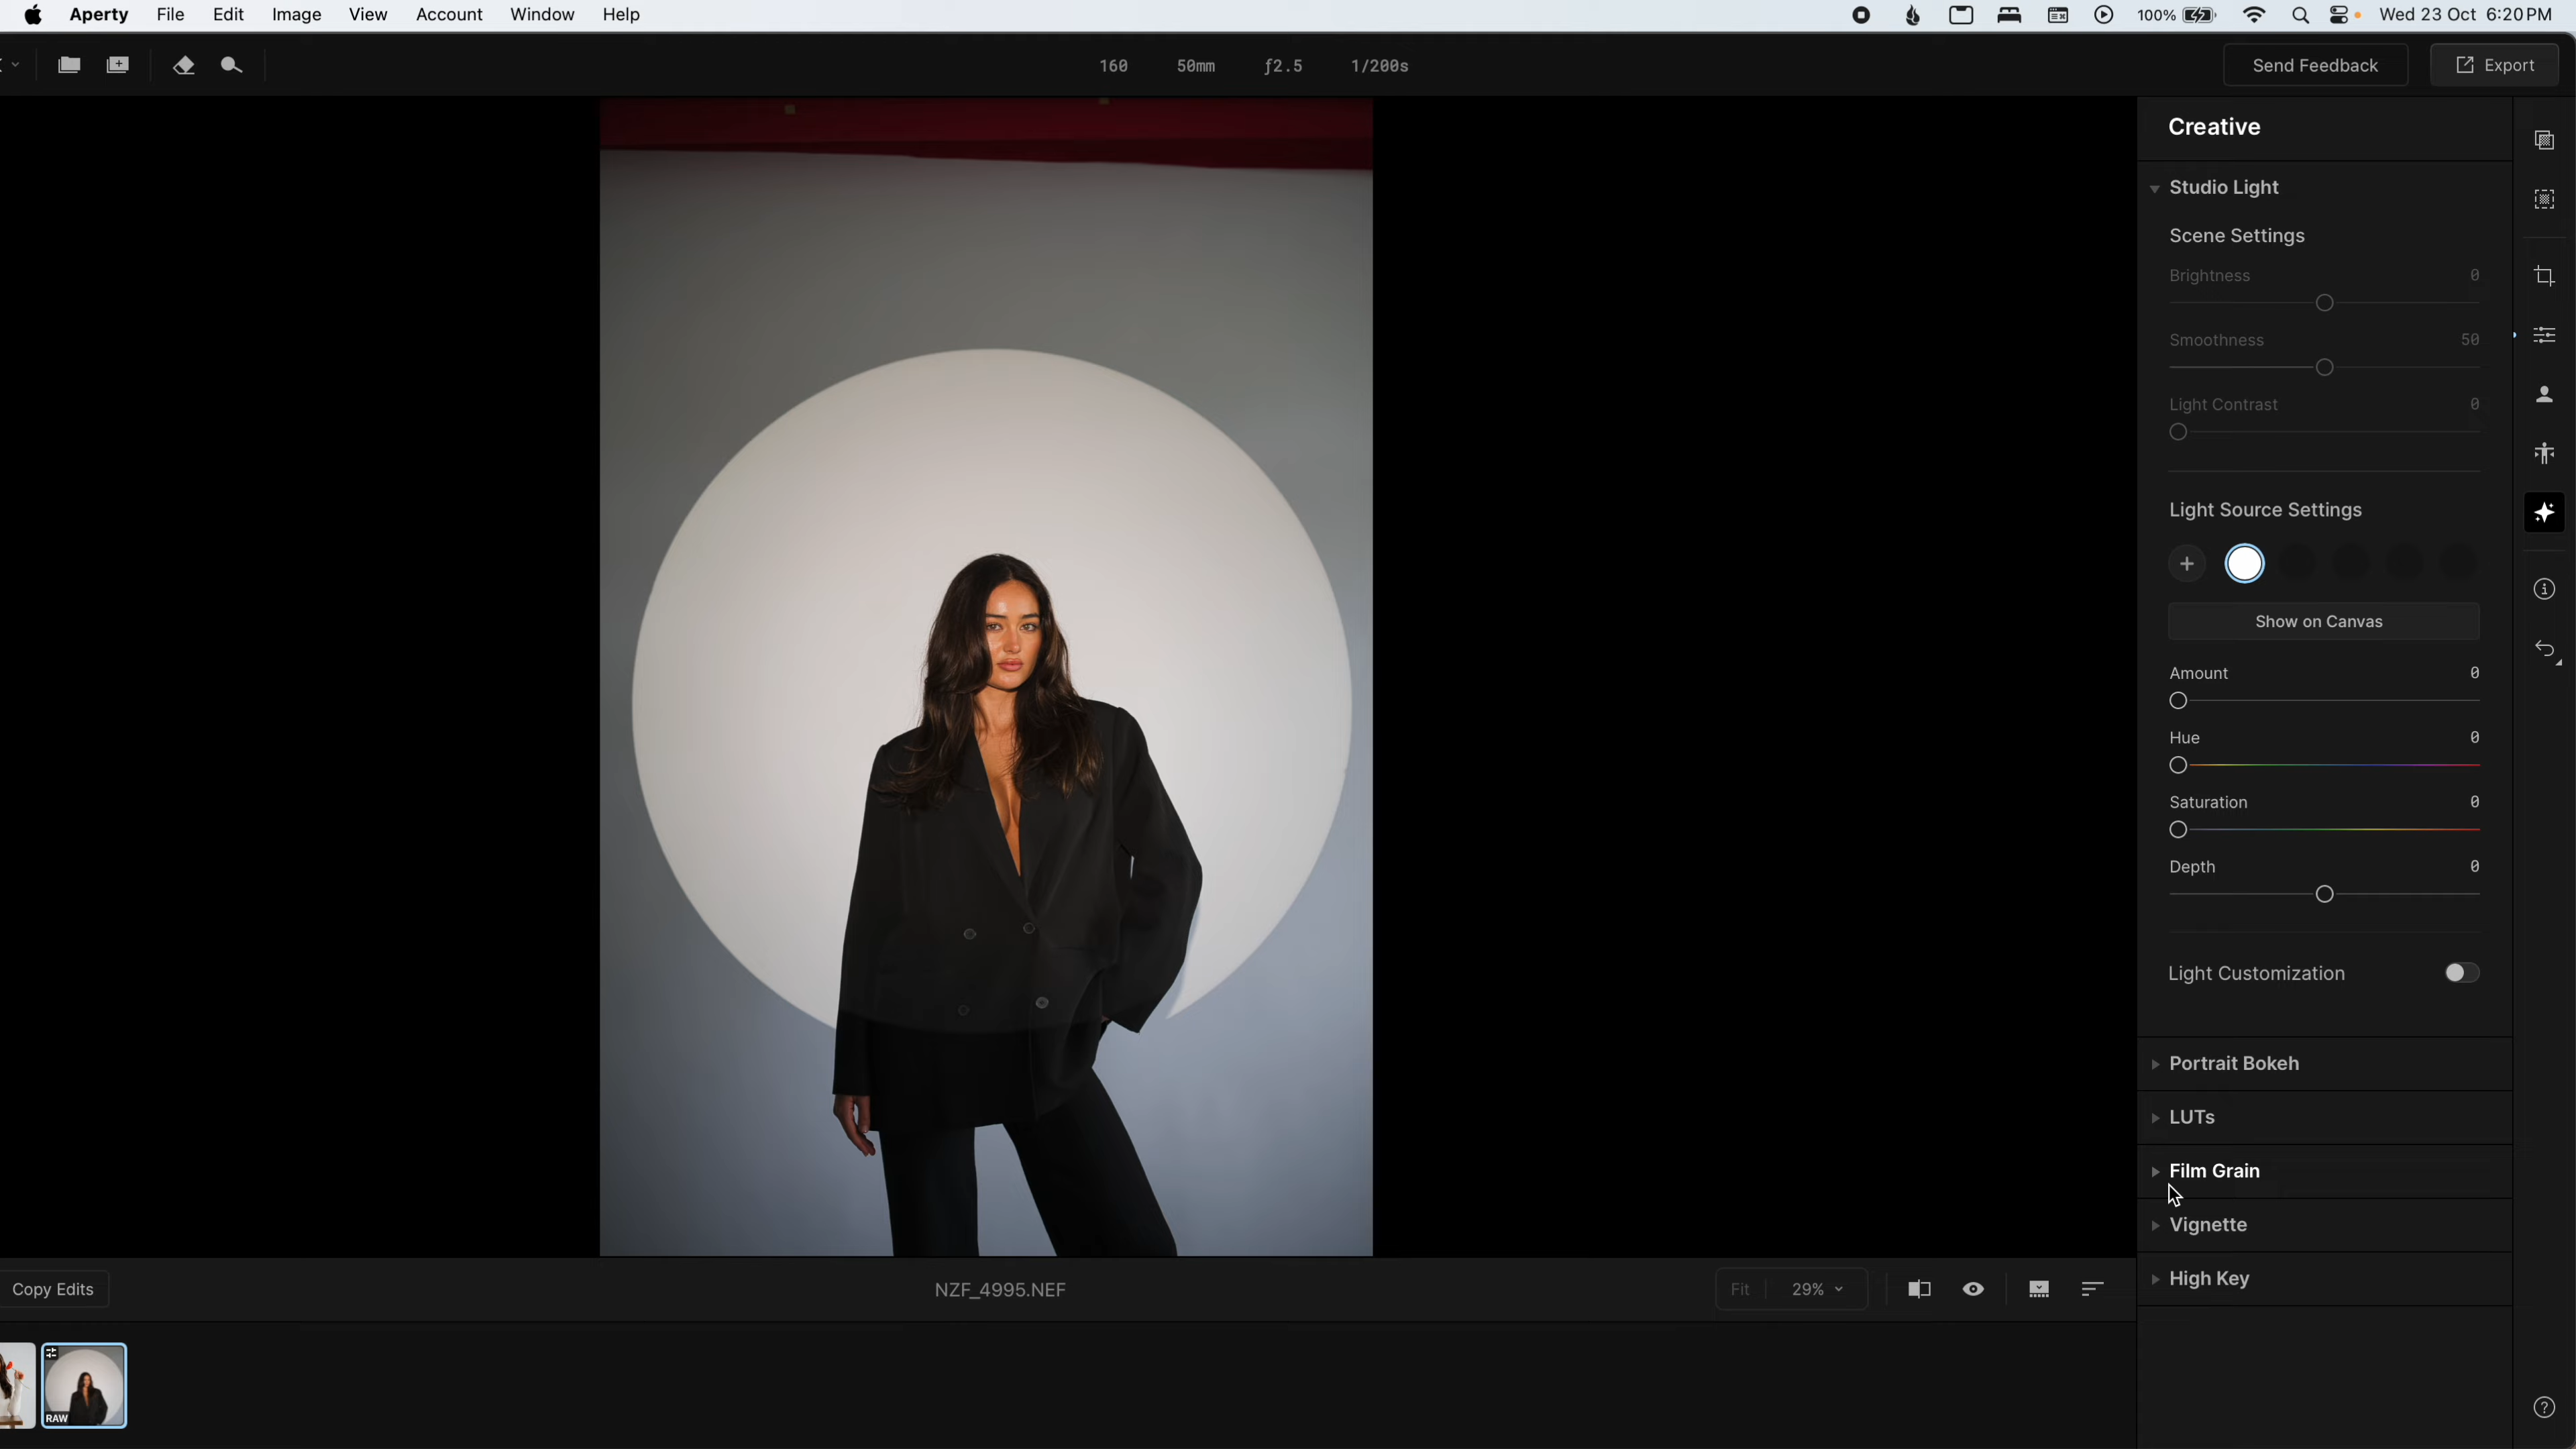 Aperty File Edit Image View Account Window Help 100% Wed 23 Oct 6:20 PM
160 50mm ƒ2.5 1/200s Send Feedback Export
Creative
Studio Light
Scene Settings
Brightness 0
Smoothness 50
Light Contrast 0
Light Source Settings
Show on Canvas
Amount 0
Hue 0
Saturation 0
Depth 0
Light Customization
Portrait Bokeh
LUTs
Film Grain
Vignette
High Key
Copy Edits NZF_4995.NEF Fit 29%
RAW